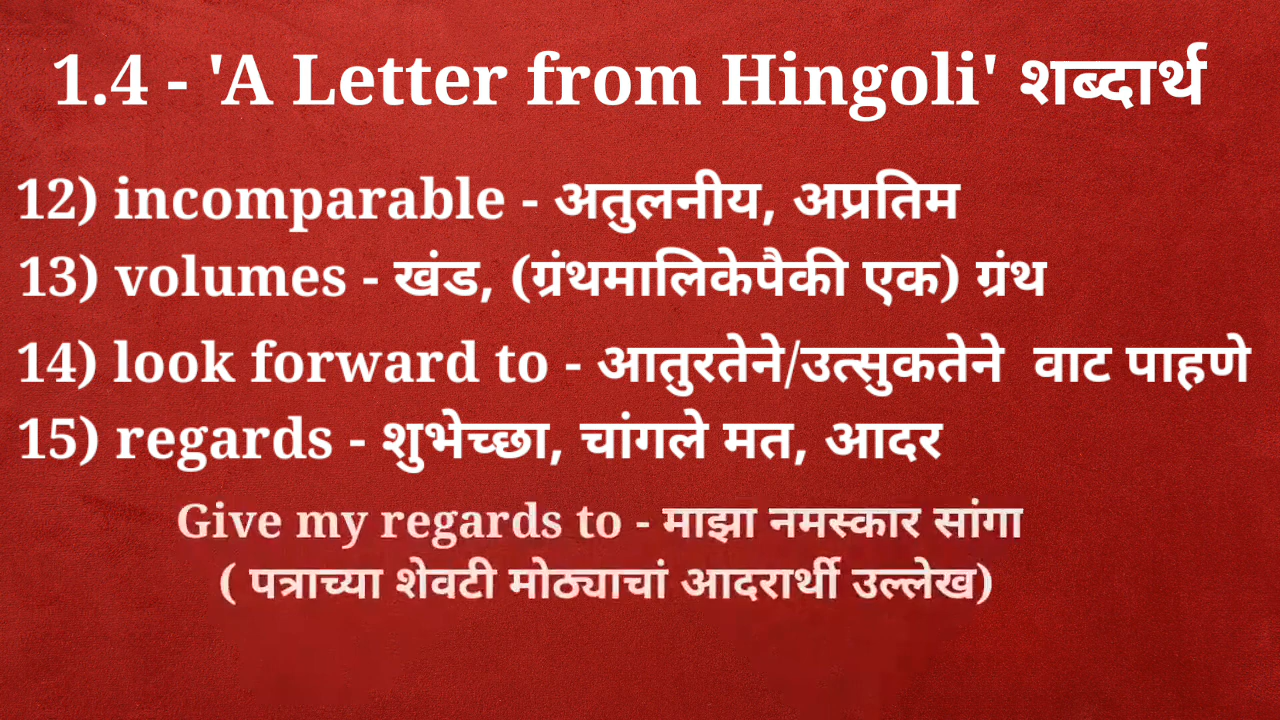 1.4 - 'A Letter from Hingoli' शब्दार्थ
12) incomparable - अतुलनीय, अप्रतिम
13) volumes - खंड, (ग्रंथमालिकेपैकी एक) ग्रंथ
14) look forward to - आतुरतेने/उत्सुकतेने वाट पाहणे
15) regards - शुभेच्छा, चांगले मत, आदर
Give my regards to - माझा नमस्कार सांगा
( पत्राच्या शेवटी मोठ्याचां आदरार्थी उल्लेख)